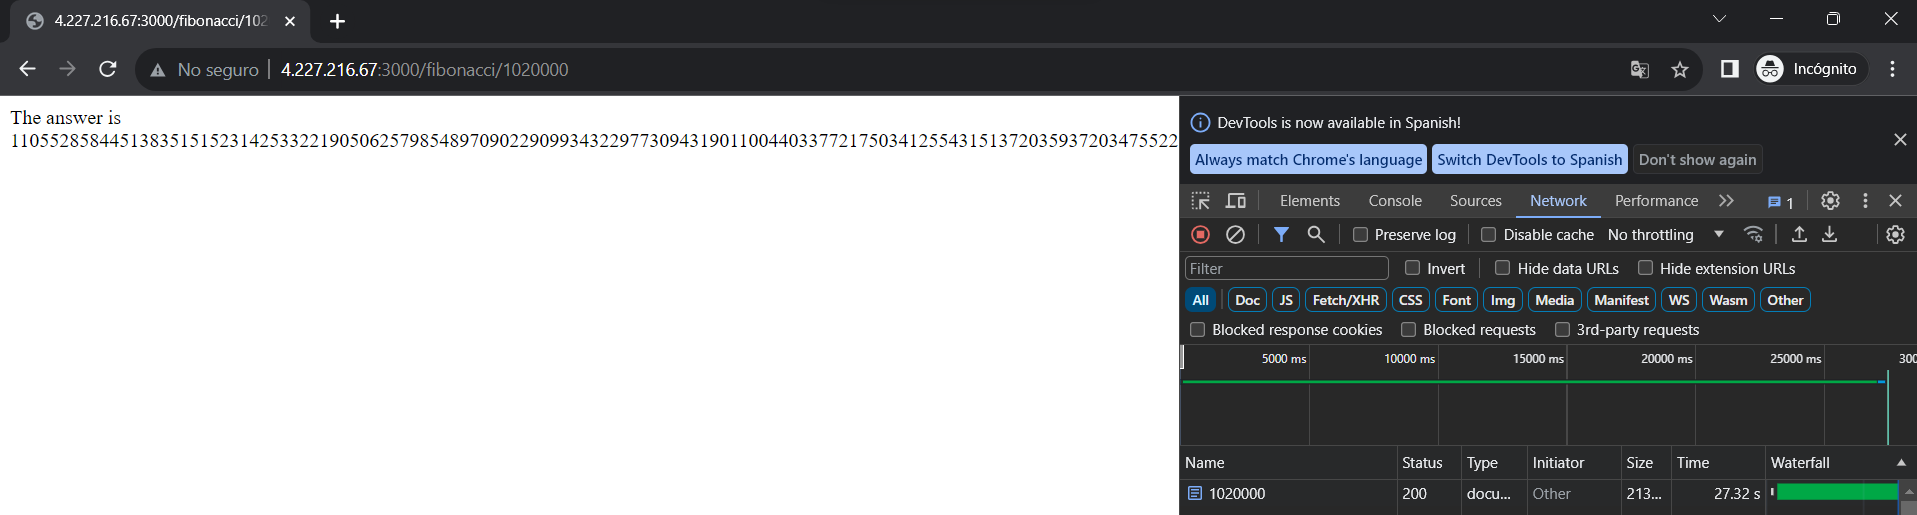 4.227.216.67:3000/fibonacci/102
No seguro
4.227.216.67:3000/fibonacci/1020000
Incógnito
The answer is
110552858445138351515231425332219050625798548970902290993432297730943190110044033772175034125543151372035937203475522
DevTools is now available in Spanish!
Always match Chrome's language
Switch DevTools to Spanish
Don't show again
Elements
Console
Sources
Network
Performance
1
Preserve log
Disable cache
No throttling
Filter
Invert
Hide data URLs
Hide extension URLs
All
Doc
JS
Fetch/XHR
CSS
Font
Img
Media
Manifest
WS
Wasm
Other
Blocked response cookies
Blocked requests
3rd-party requests
5000 ms
10000 ms
15000 ms
20000 ms
25000 ms
300
Name
Status
Type
Initiator
Size
Time
Waterfall
1020000
200
docu...
Other
213...
27.32 s